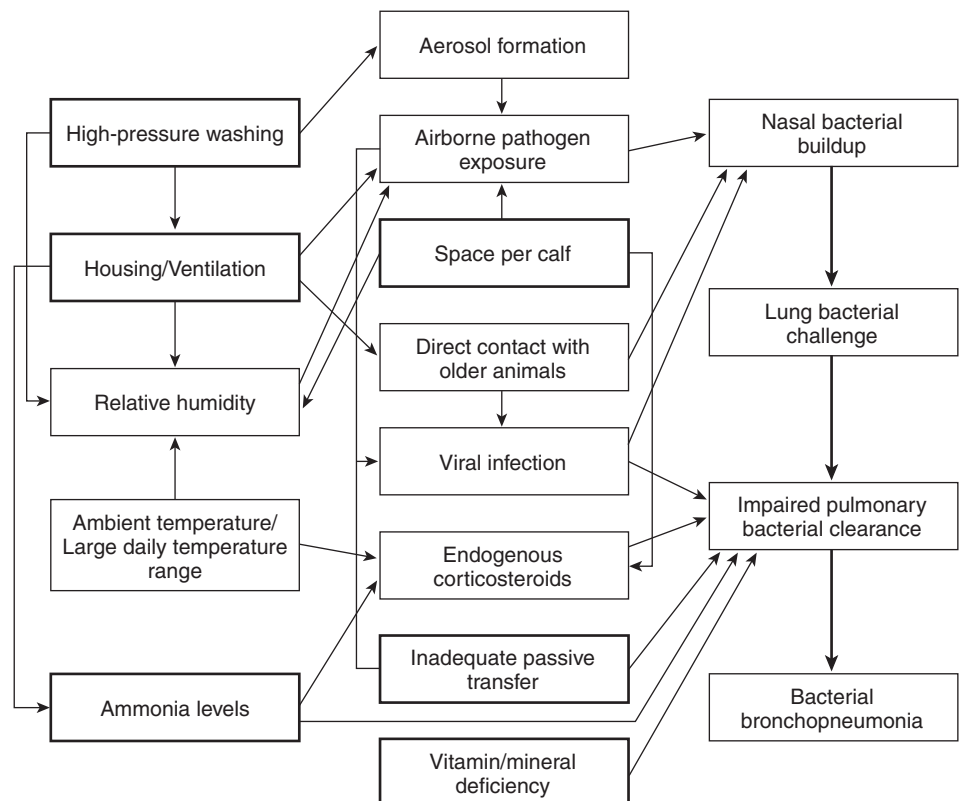 Aerosol formation
High-pressure washing
Airborne pathogen
exposure
Nasal bacterial
buildup
Housing/Ventilation
Space per calf
Lung bacterial
challenge
Direct contact with
older animals
Relative humidity
Viral infection
Ambient temperature/
Large daily temperature
range
Endogenous
corticosteroids
Impaired pulmonary
bacterial clearance
Inadequate passive
transfer
Ammonia levels
Bacterial
bronchopneumonia
Vitamin/mineral
deficiency